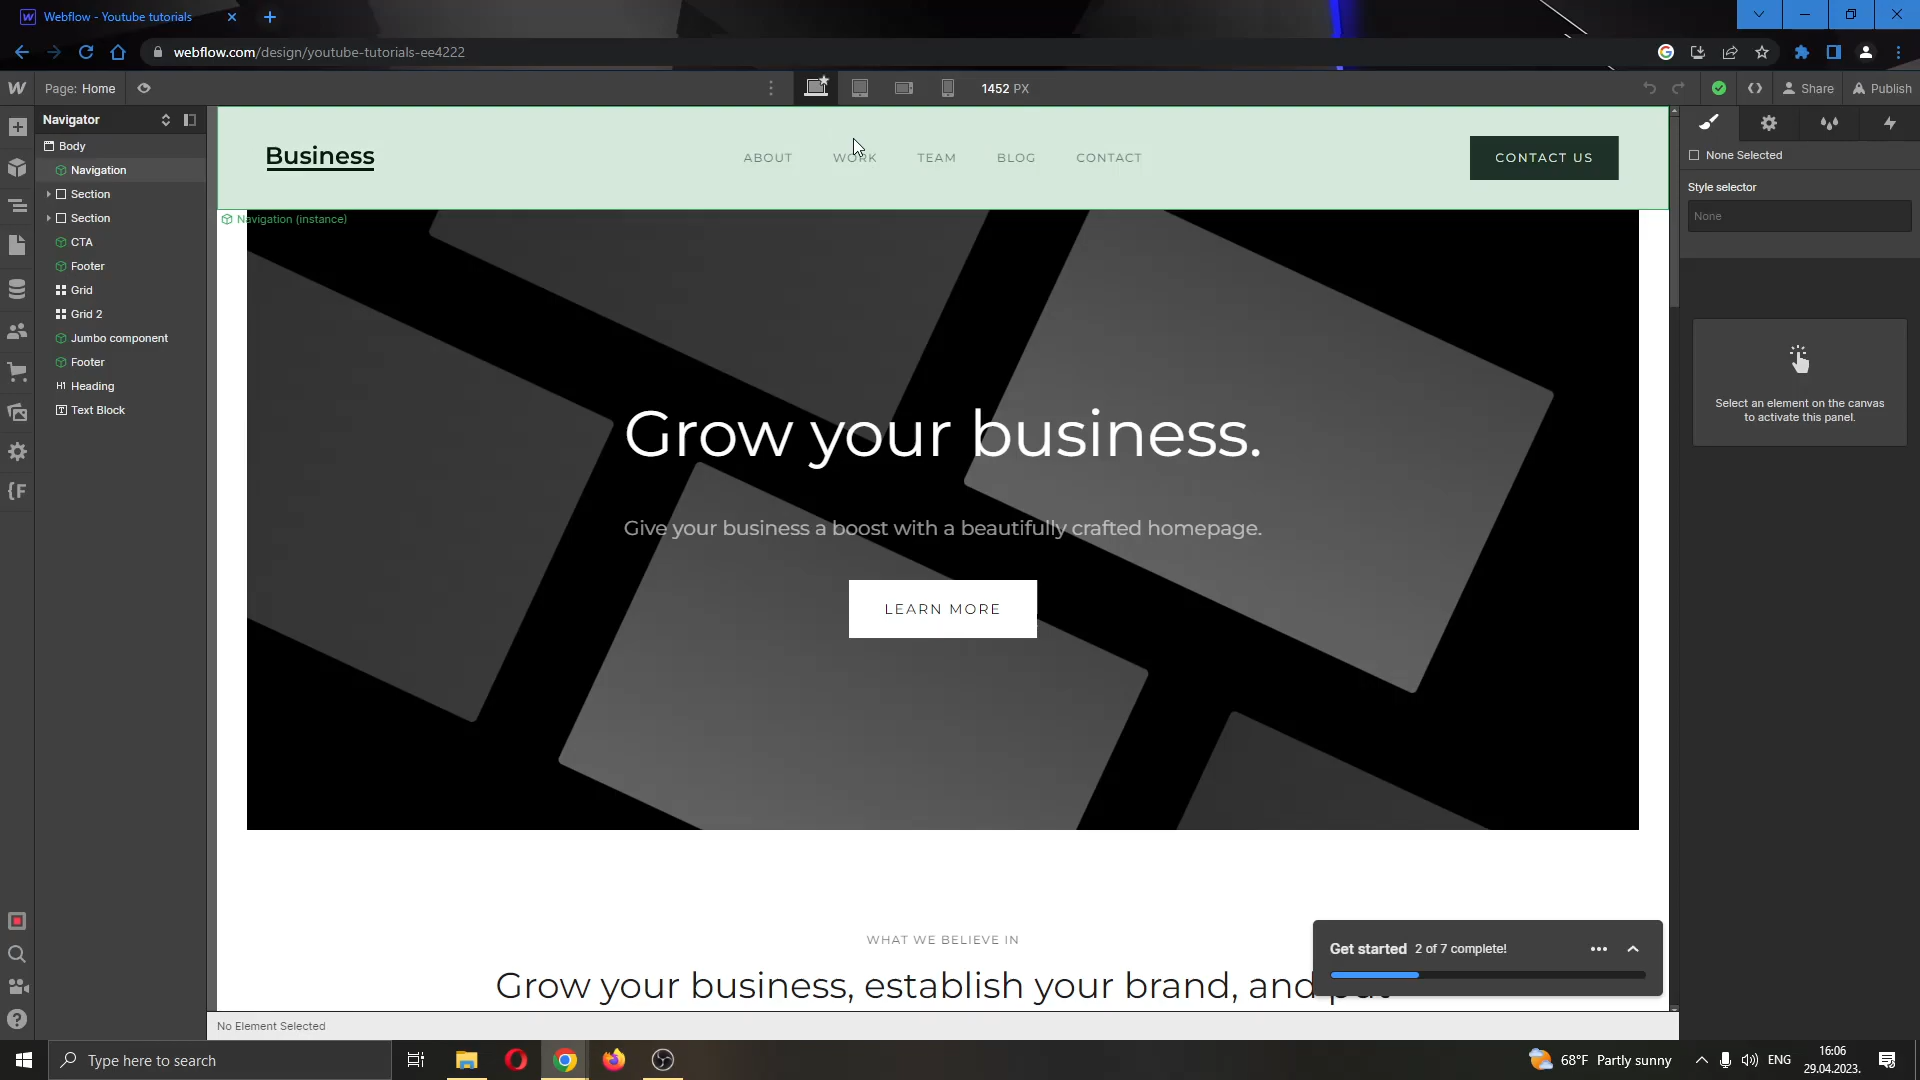 Webflow - Youtube tutorials
webflow.com/design/youtube-tutorials-ee4222
Page: Home
1452 PX
Share
Publish
Navigator
Body
Navigation
Section
Section
CTA
Footer
Grid
Grid 2
Jumbo component
Footer
H1 Heading
Text Block
Business
ABOUT WORK TEAM BLOG CONTACT
CONTACT US
Navigation (instance)
Grow your business.
Give your business a boost with a beautifully crafted homepage.
LEARN MORE
WHAT WE BELIEVE IN
Grow your business, establish your brand, and put
None Selected
Style selector
None
Select an element on the canvas
to activate this panel.
Get started 2 of 7 complete!
No Element Selected
Type here to search
68°F Partly sunny
ENG
16:06
29.04.2023.